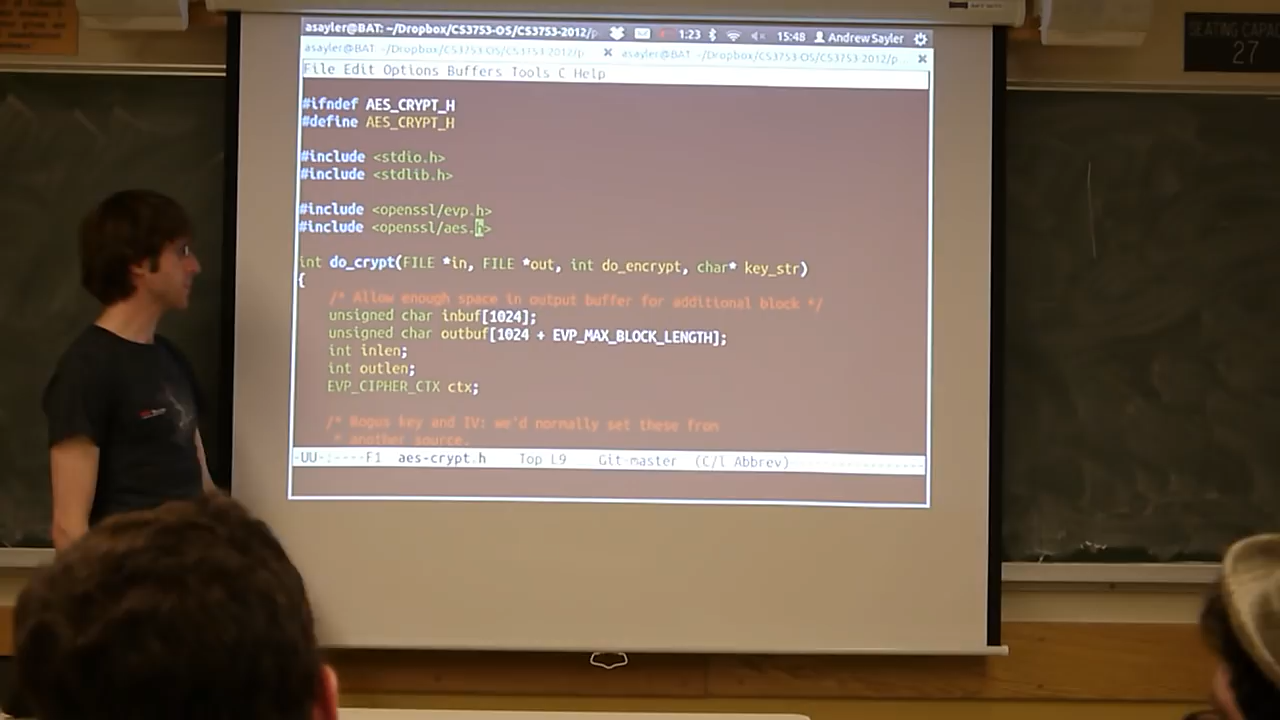 asayler@BAT: ~/Dropbox/CS3753-OS/CS3753-2012/p 1:23 15:48 Andrew Sayler
asayler@BAT: ~/Dropbox/CS3753-OS/CS3753-2012/p... × asayler@BAT: ~/Dropbox/CS3753-OS/CS3753-2012/p... ×
File Edit Options Buffers Tools C Help
#ifndef AES_CRYPT_H
#define AES_CRYPT_H
#include <stdio.h>
#include <stdlib.h>
#include <openssl/evp.h>
#include <openssl/aes.h>
int do_crypt(FILE *in, FILE *out, int do_encrypt, char* key_str)
{
/* Allow enough space in output buffer for additional block */
unsigned char inbuf[1024];
unsigned char outbuf[1024 + EVP_MAX_BLOCK_LENGTH];
int inlen;
int outlen;
EVP_CIPHER_CTX ctx;
/* Bogus key and IV: we'd normally set these from
* another source.
-UU-:----F1 aes-crypt.h Top L9 Git-master (C/l Abbrev)
SEATING
27